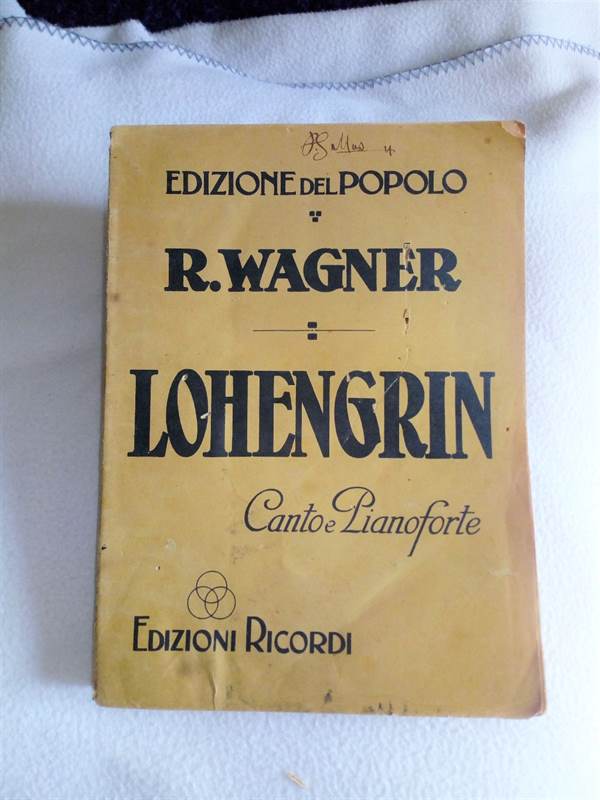 EDIZIONE DEL POPOLO
R. WAGNER
LOHENGRIN
Canto e Pianoforte
EDIZIONI RICORDI